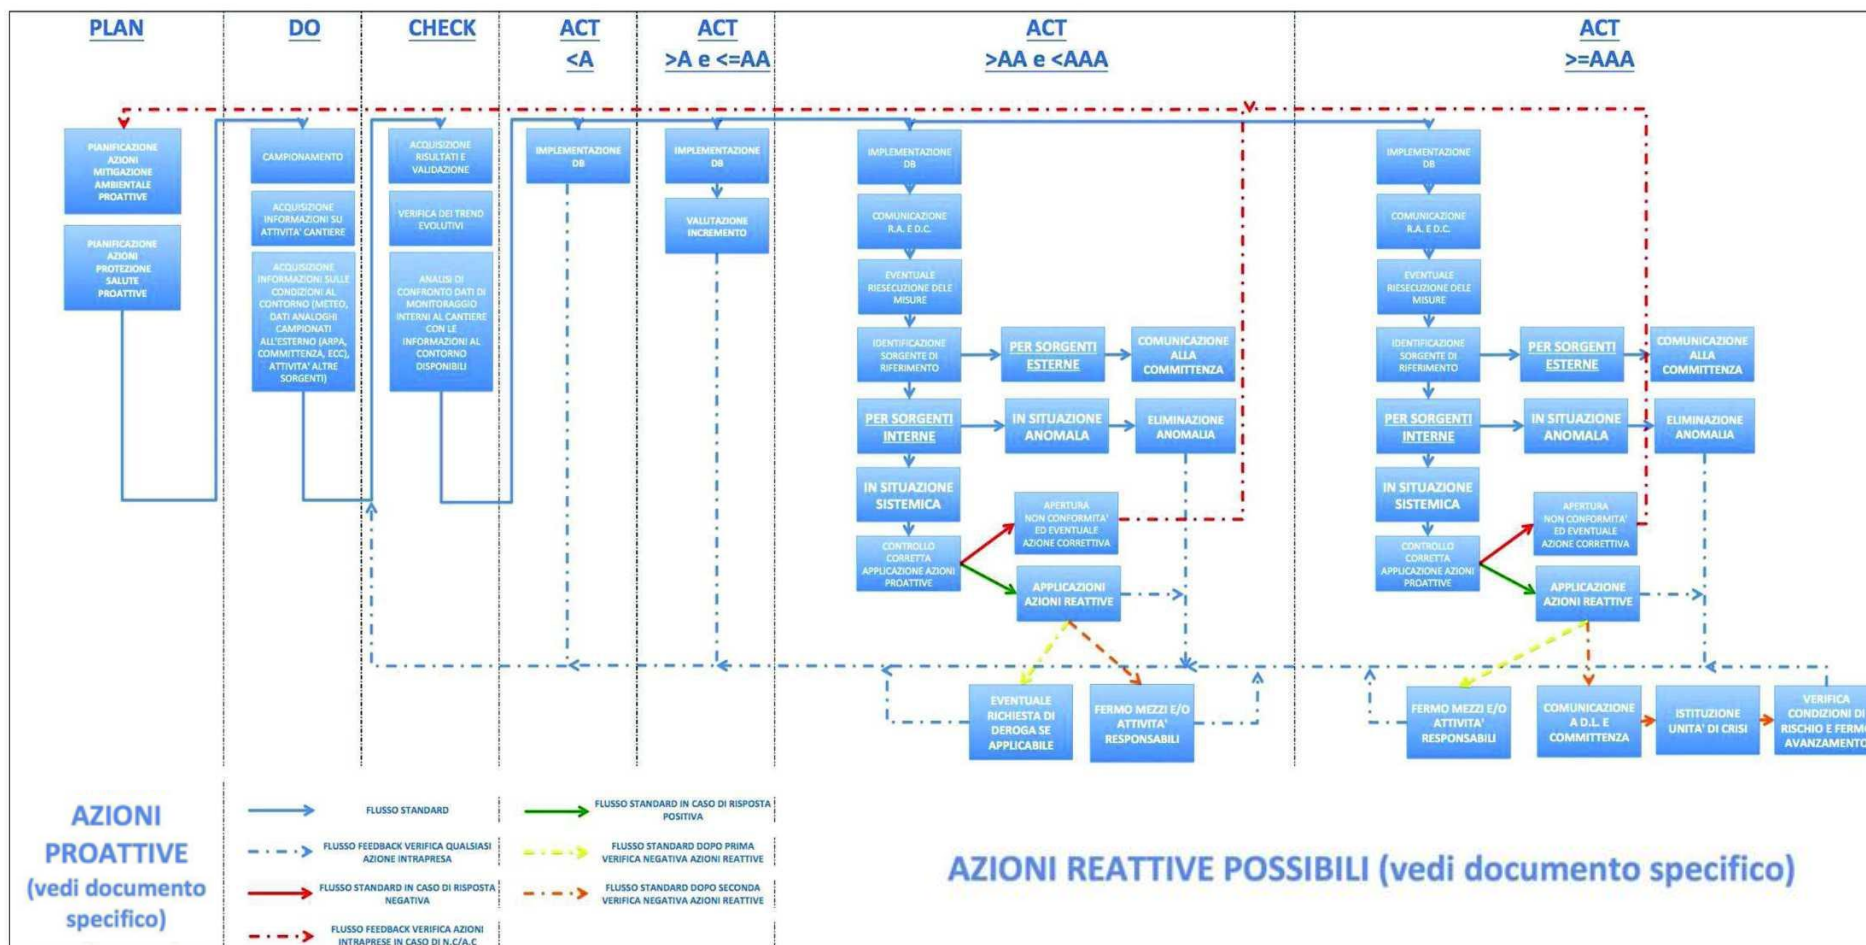 PLAN
DO
CHECK
ACT
<A
ACT
>A e <=AA
ACT
>AA e <AAA
ACT
>=AAA
PIANIFICAZIONE
AZIONI
MITIGAZIONE
AMBIENTALE
PROATTIVE
PIANIFICAZIONE
AZIONI
PROTEZIONE
SALUTE
PROATTIVE
CAMPIONAMENTO
ACQUISIZIONE
INFORMAZIONI SU
ATTIVITA' CANTIERE
ACQUISIZIONE
INFORMAZIONI SULLE
CONDIZIONI AL
CONTORNO (METEO,
DATI ANALOGHI
CAMPIONATI
ALL'ESTERNO (ARPA,
COMMITTENZA, ECC),
ATTIVITA' ALTRE
SORGENTI)
ACQUISIZIONE
RISULTATI E
VALIDAZIONE
VERIFICA DEI TREND
EVOLUTIVI
ANALISI DI
CONFRONTO DATI DI
MONITORAGGIO
INTERNI AL CANTIERE
CON LE
INFORMAZIONI AL
CONTORNO
DISPONIBILI
IMPLEMENTAZIONE
DB
IMPLEMENTAZIONE
DB
VALUTAZIONE
INCREMENTO
IMPLEMENTAZIONE
DB
COMUNICAZIONE
R.A. E D.C.
EVENTUALE
RIESECUZIONE DELE
MISURE
IDENTIFICAZIONE
SORGENTE DI
RIFERIMENTO
PER SORGENTI
ESTERNE
COMUNICAZIONE
ALLA
COMMITTENZA
PER SORGENTI
INTERNE
IN SITUAZIONE
ANOMALA
ELIMINAZIONE
ANOMALIA
IN SITUAZIONE
SISTEMICA
CONTROLLO
CORRETTA
APPLICAZIONE AZIONI
PROATTIVE
APERTURA
NON CONFORMITA'
ED EVENTUALE
AZIONE CORRETTIVA
APPLICAZIONI
AZIONI REATTIVE
EVENTUALE
RICHIESTA DI
DEROGA SE
APPLICABILE
FERMO MEZZI E/O
ATTIVITA'
RESPONSABILI
IMPLEMENTAZIONE
DB
COMUNICAZIONE
R.A. E D.C.
EVENTUALE
RIESECUZIONE DELE
MISURE
IDENTIFICAZIONE
SORGENTE DI
RIFERIMENTO
PER SORGENTI
ESTERNE
COMUNICAZIONE
ALLA
COMMITTENZA
PER SORGENTI
INTERNE
IN SITUAZIONE
ANOMALA
ELIMINAZIONE
ANOMALIA
IN SITUAZIONE
SISTEMICA
CONTROLLO
CORRETTA
APPLICAZIONE AZIONI
PROATTIVE
APERTURA
NON CONFORMITA'
ED EVENTUALE
AZIONE CORRETTIVA
APPLICAZIONE
AZIONI REATTIVE
FERMO MEZZI E/O
ATTIVITA'
RESPONSABILI
COMUNICAZIONE
A D.L. E
COMMITTENZA
ISTITUZIONE
UNITA' DI CRISI
VERIFICA
CONDIZIONI DI
RISCHIO E FERMO
AVANZAMENTO
AZIONI
PROATTIVE
(vedi documento
specifico)
FLUSSO STANDARD
FLUSSO FEEDBACK VERIFICA QUALSIASI
AZIONE INTRAPRESA
FLUSSO STANDARD IN CASO DI RISPOSTA
NEGATIVA
FLUSSO FEEDBACK VERIFICA AZIONI
INTRAPRESE IN CASO DI N.C/A.C
FLUSSO STANDARD IN CASO DI RISPOSTA
POSITIVA
FLUSSO STANDARD DOPO PRIMA
VERIFICA NEGATIVA AZIONI REATTIVE
FLUSSO STANDARD DOPO SECONDA
VERIFICA NEGATIVA AZIONI REATTIVE
AZIONI REATTIVE POSSIBILI (vedi documento specifico)